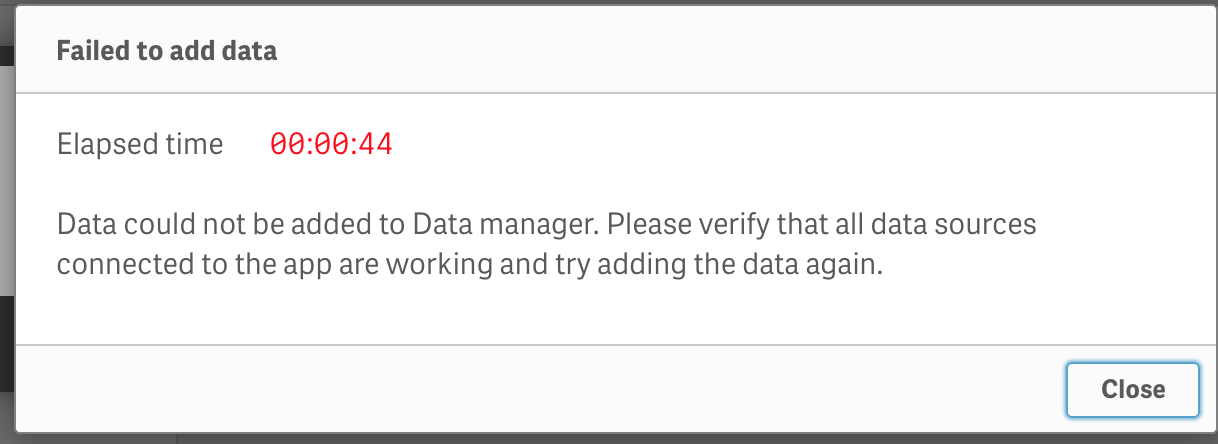 Failed to add data
Elapsed time 00:00:44
Data could not be added to Data manager. Please verify that all data sources
connected to the app are working and try adding the data again.
Close